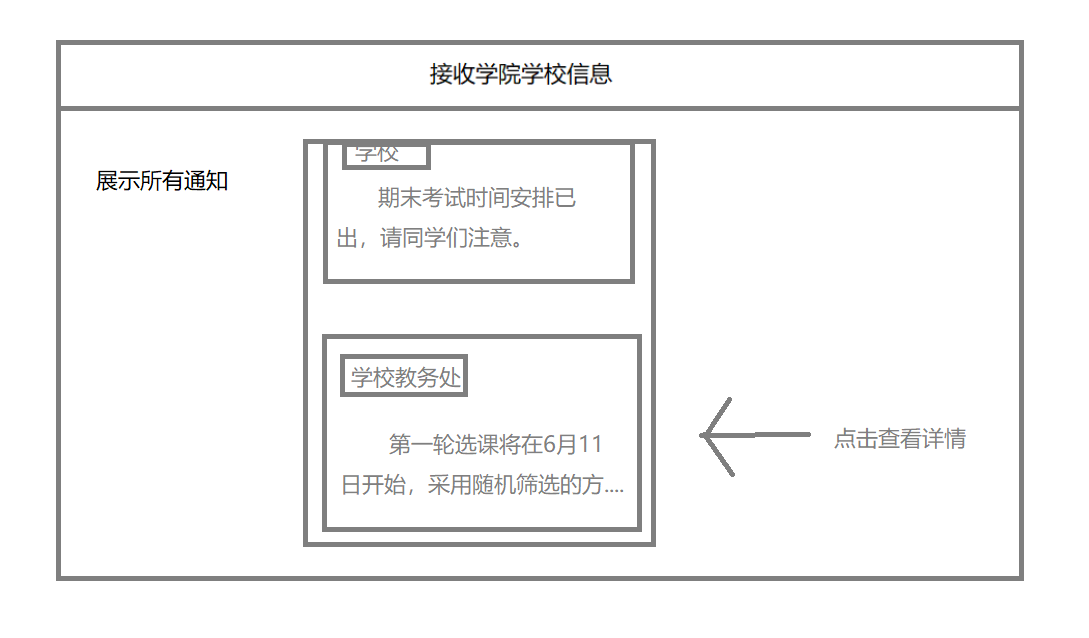 接收学院学校信息
展示所有通知
学校
期末考试时间安排已
出，请同学们注意。
学校教务处
第一轮选课将在6月11
日开始，采用随机筛选的方....
点击查看详情